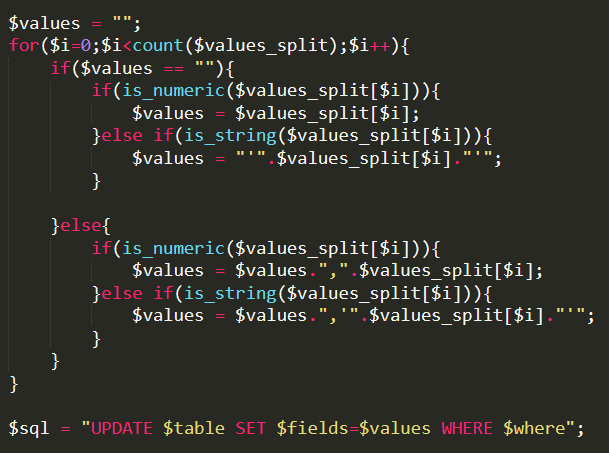 $values = "";
for($i=0;$i<count($values_split);$i++){
    if($values == ""){
        if(is_numeric($values_split[$i])){
            $values = $values_split[$i];
        }else if(is_string($values_split[$i])){
            $values = "'".$values_split[$i]."'";
        }

    }else{
        if(is_numeric($values_split[$i])){
            $values = $values.",".$values_split[$i];
        }else if(is_string($values_split[$i])){
            $values = $values.",'".$values_split[$i]."'";
        }
    }
}

$sql = "UPDATE $table SET $fields=$values WHERE $where";